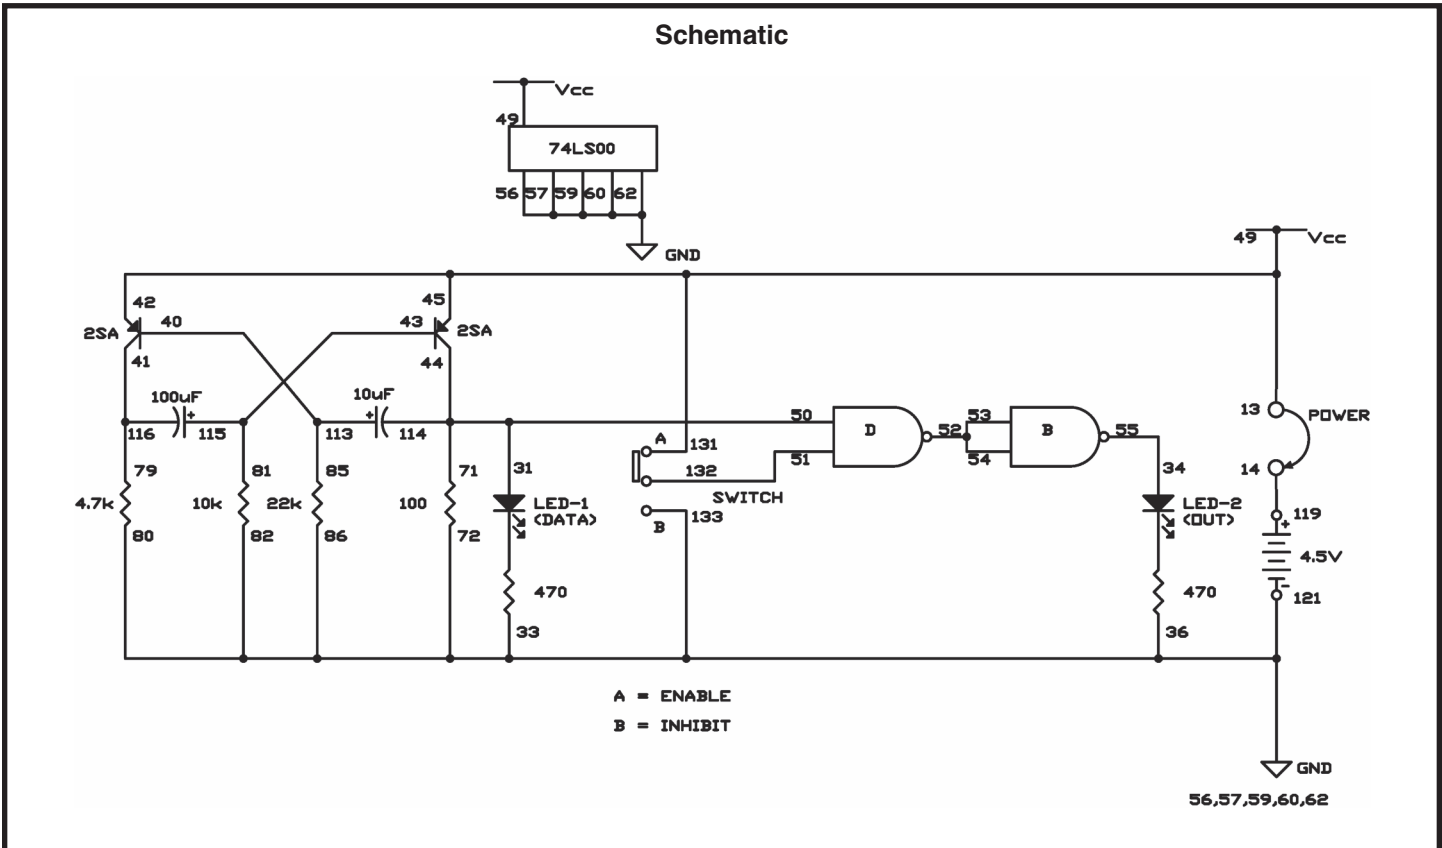 Schematic
Vcc
49
74LS00
56 57 59 60 62
GND
49 Vcc
42 45
40 43
2SA 2SA
41 44
100uF 10uF
+ +
116 115 113 114
50 53
D 52 B 55
51 54
13 POWER
14
A 131
132
SWITCH
B 133
79 81 85 71 31
4.7k 10k 22k 100 LED-1
(DATA)
80 82 86 72
470
33
34
LED-2
(OUT)
470
36
119
+
4.5V
-
121
A = ENABLE
B = INHIBIT
GND
56,57,59,60,62